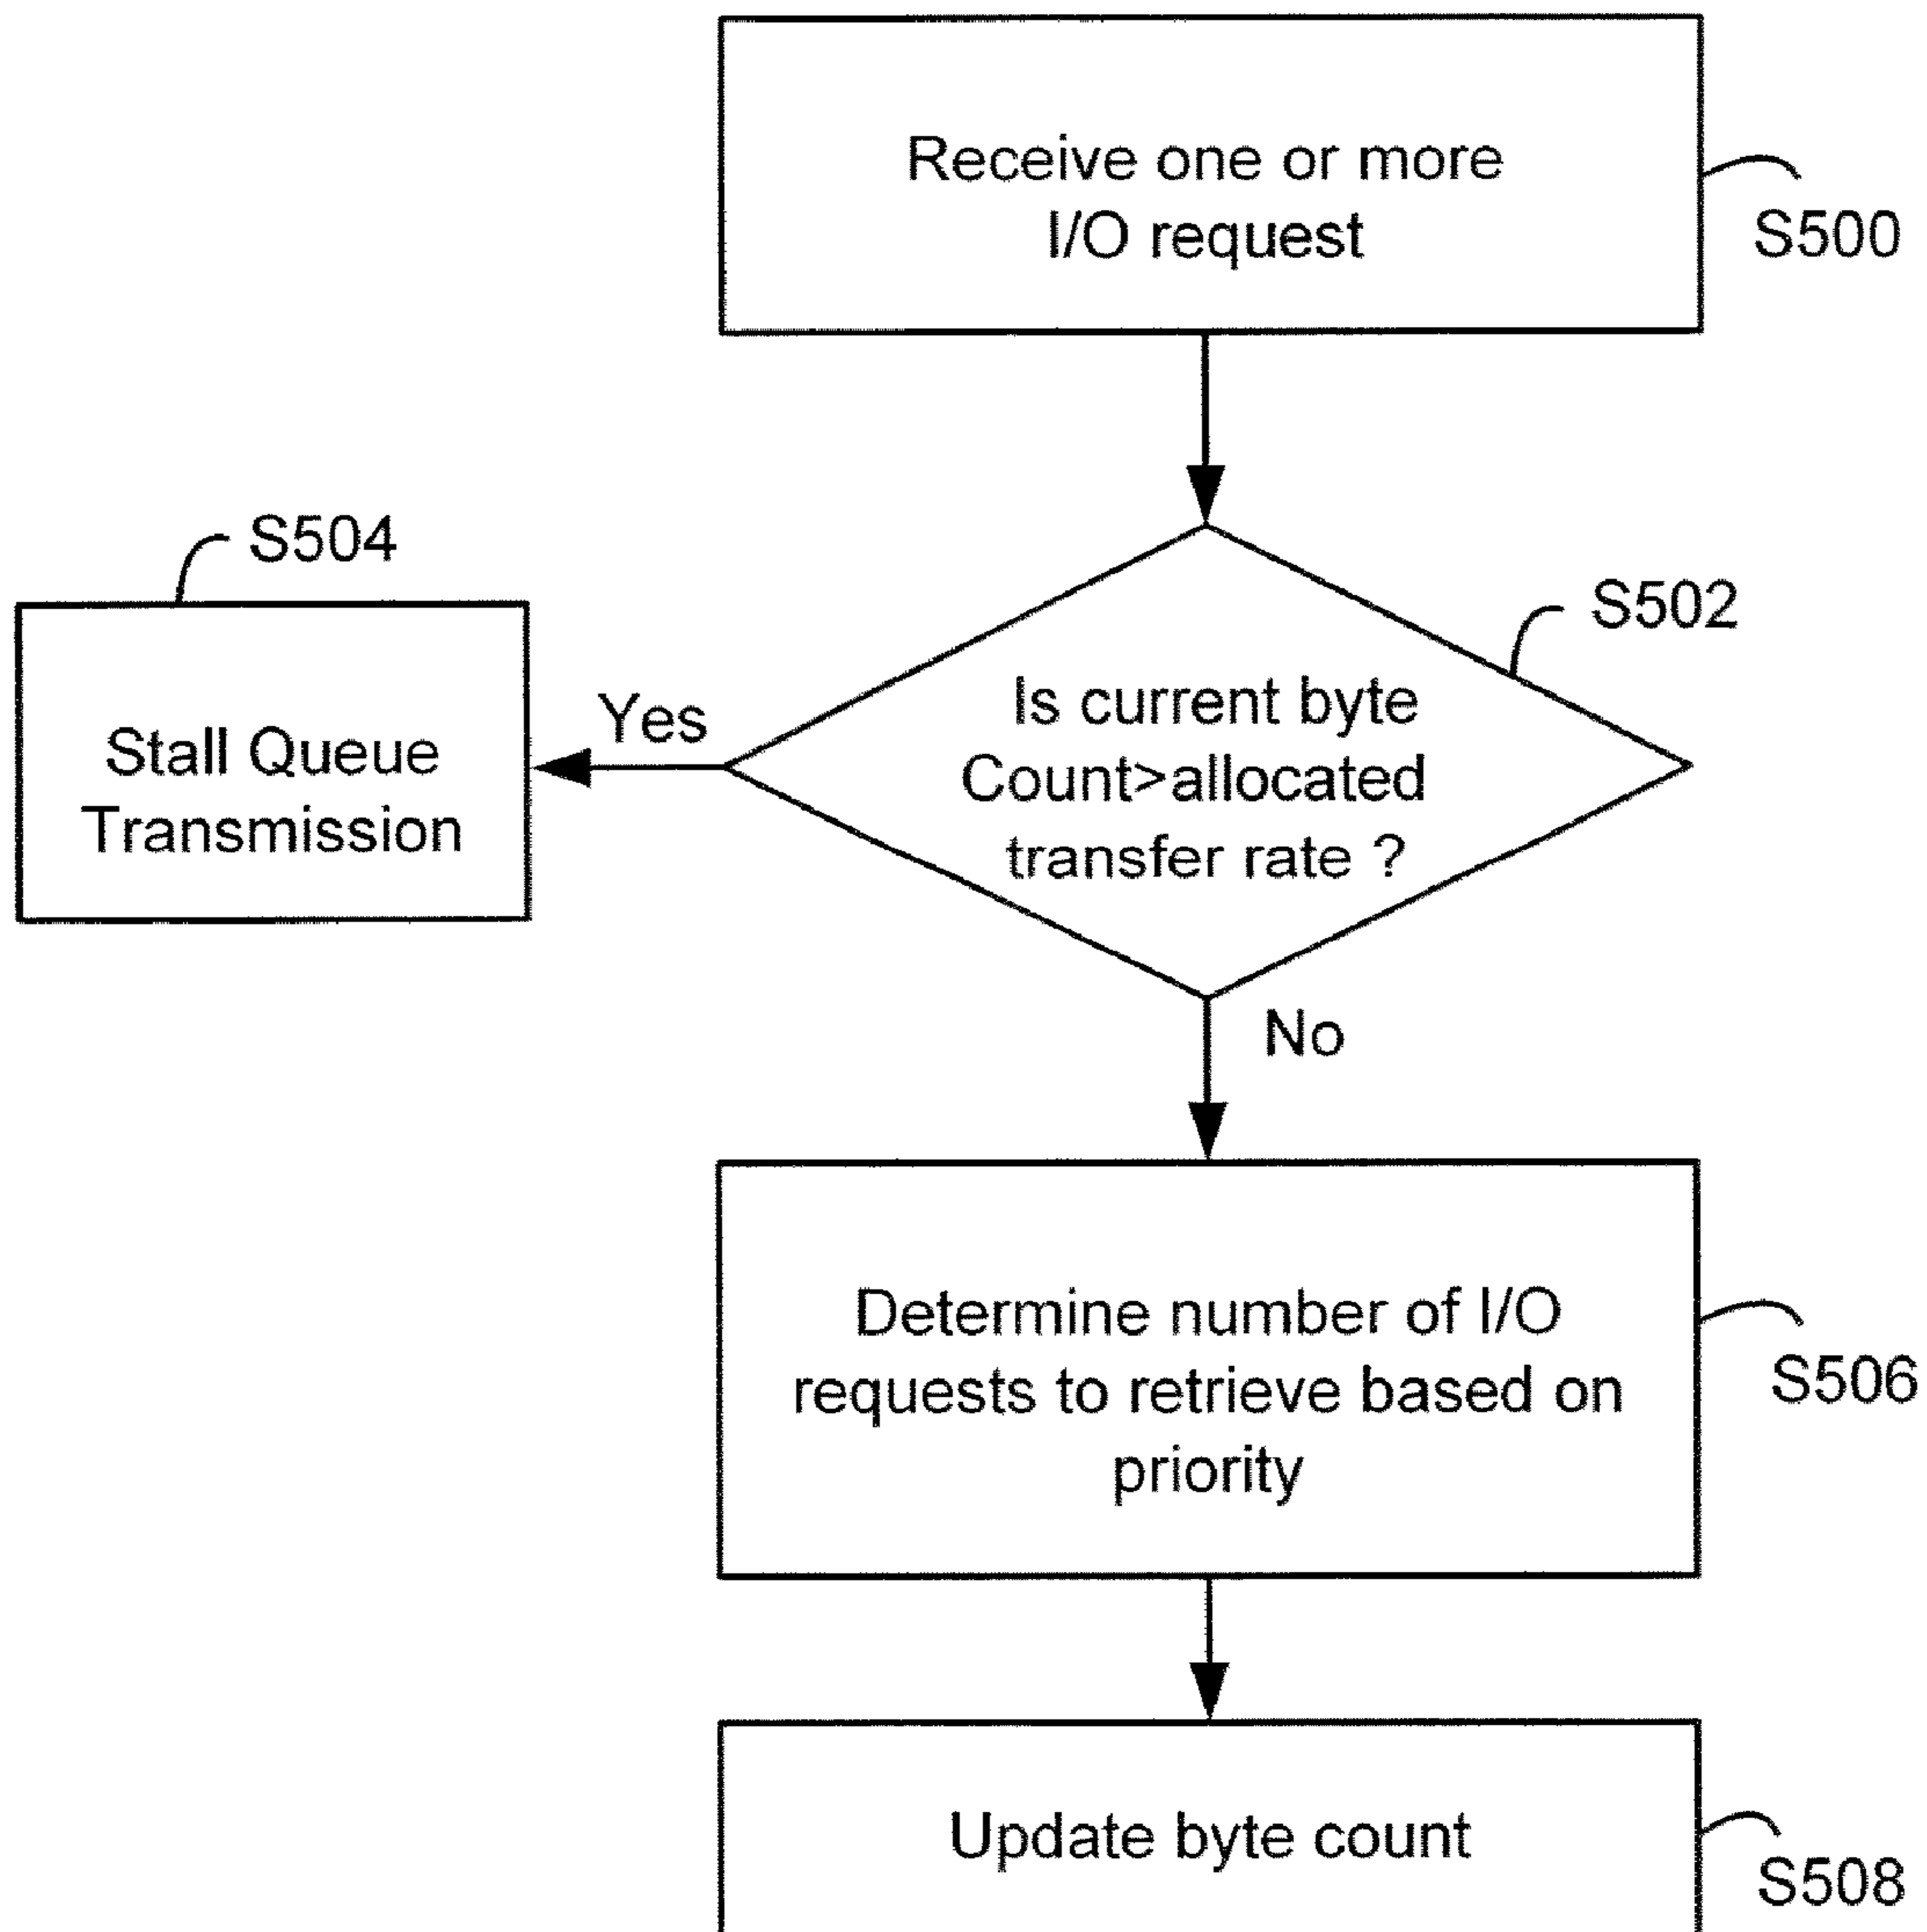 Receive one or more
I/O request
S500
S504
S502
Is current byte
Count>allocated
transfer rate ?
Yes
Stall Queue
Transmission
No
Determine number of I/O
requests to retrieve based on
priority
S506
Update byte count
S508